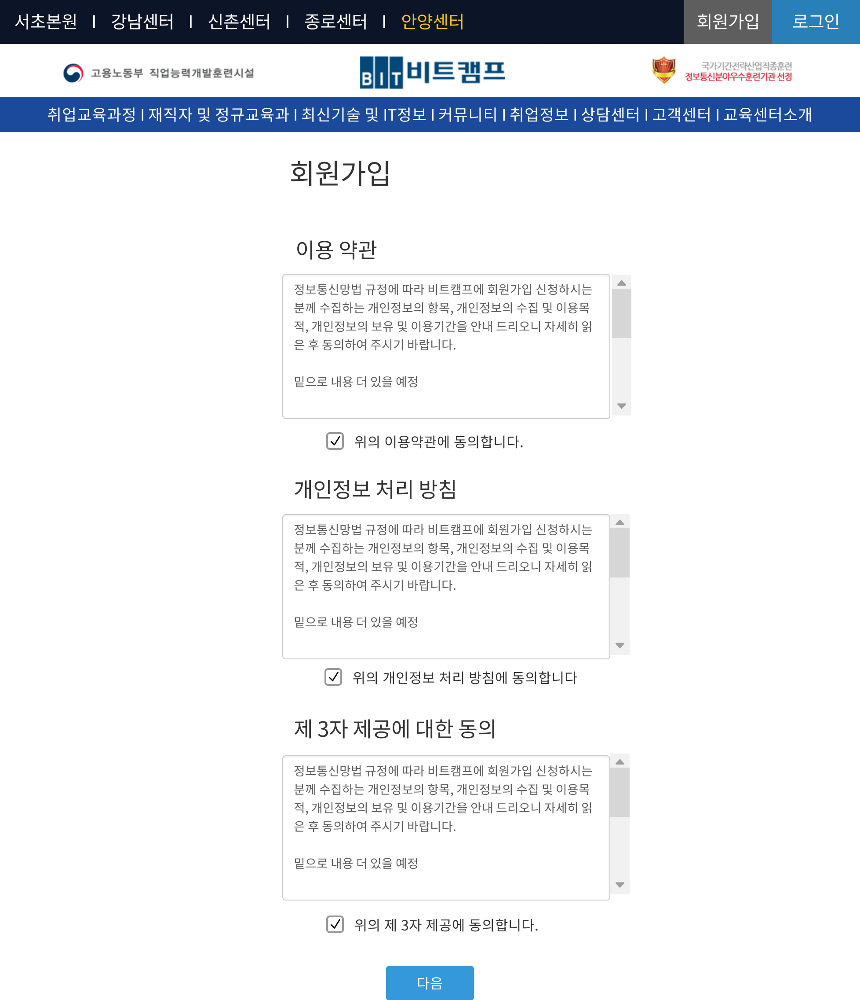 서초본원 | 강남센터 | 신촌센터 | 종로센터 | 안양센터 회원가입 로그인
고용노동부 직업능력개발훈련시설
BIT 비트캠프
국가기간전략산업직종훈련
정보통신분야우수훈련기관 선정
취업교육과정 | 재직자 및 정규교육과 | 최신기술 및 IT정보 | 커뮤니티 | 취업정보 | 상담센터 | 고객센터 | 교육센터소개
회원가입
이용 약관
정보통신망법 규정에 따라 비트캠프에 회원가입 신청하시는
분께 수집하는 개인정보의 항목, 개인정보의 수집 및 이용목
적, 개인정보의 보유 및 이용기간을 안내 드리오니 자세히 읽
은 후 동의하여 주시기 바랍니다.
밑으로 내용 더 있을 예정
위의 이용약관에 동의합니다.
개인정보 처리 방침
정보통신망법 규정에 따라 비트캠프에 회원가입 신청하시는
분께 수집하는 개인정보의 항목, 개인정보의 수집 및 이용목
적, 개인정보의 보유 및 이용기간을 안내 드리오니 자세히 읽
은 후 동의하여 주시기 바랍니다.
밑으로 내용 더 있을 예정
위의 개인정보 처리 방침에 동의합니다
제 3자 제공에 대한 동의
정보통신망법 규정에 따라 비트캠프에 회원가입 신청하시는
분께 수집하는 개인정보의 항목, 개인정보의 수집 및 이용목
적, 개인정보의 보유 및 이용기간을 안내 드리오니 자세히 읽
은 후 동의하여 주시기 바랍니다.
밑으로 내용 더 있을 예정
위의 제 3자 제공에 동의합니다.
다음